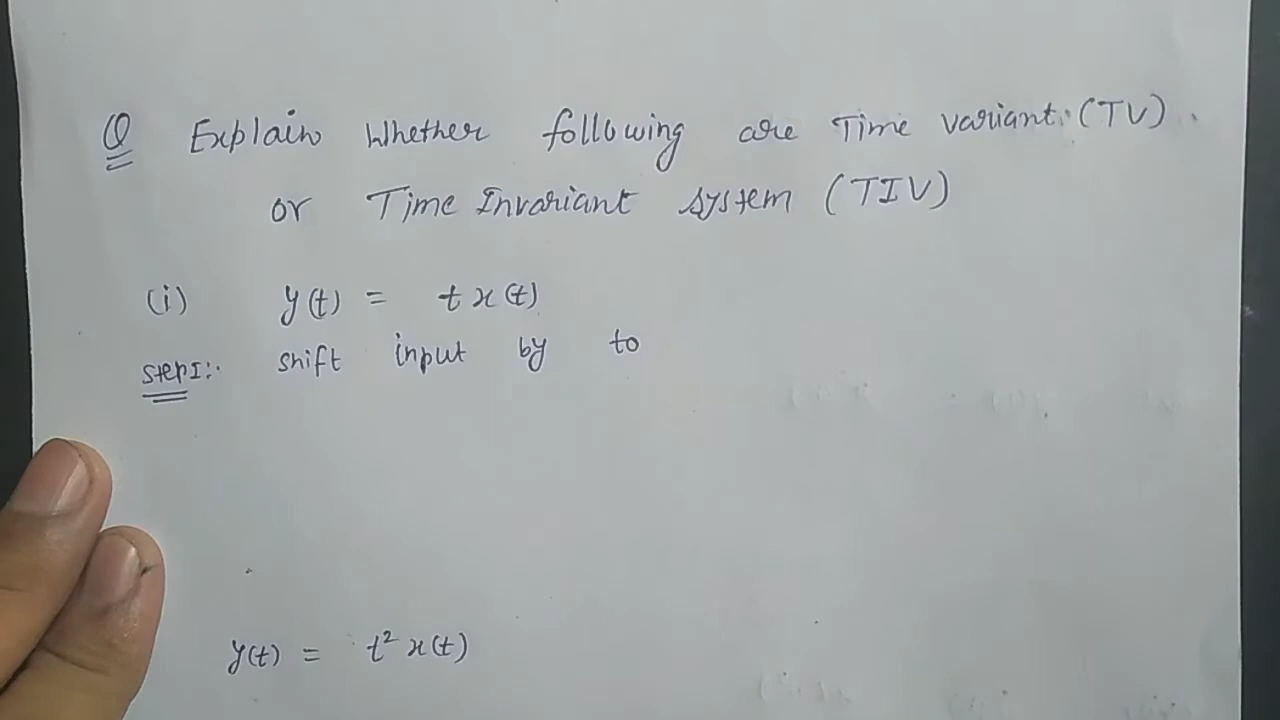 Q Explain Whether following are Time variant (TV).
or Time Invariant system (TIV)
(i) y(t) = t x(t)
Step I:- shift input by to
y(t) = t² x(t)